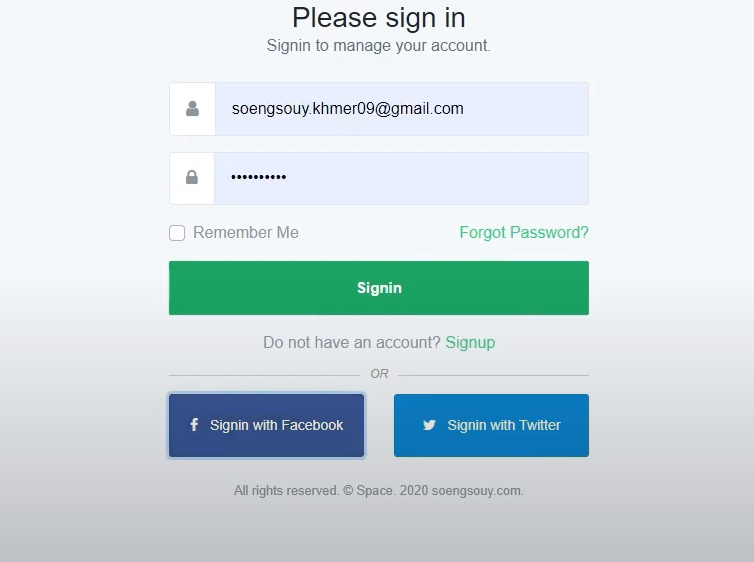 Please sign in
Signin to manage your account.
soengsouy.khmer09@gmail.com
••••••••••
Remember Me Forgot Password?
Signin
Do not have an account? Signup
OR
Signin with Facebook Signin with Twitter
All rights reserved. © Space. 2020 soengsouy.com.